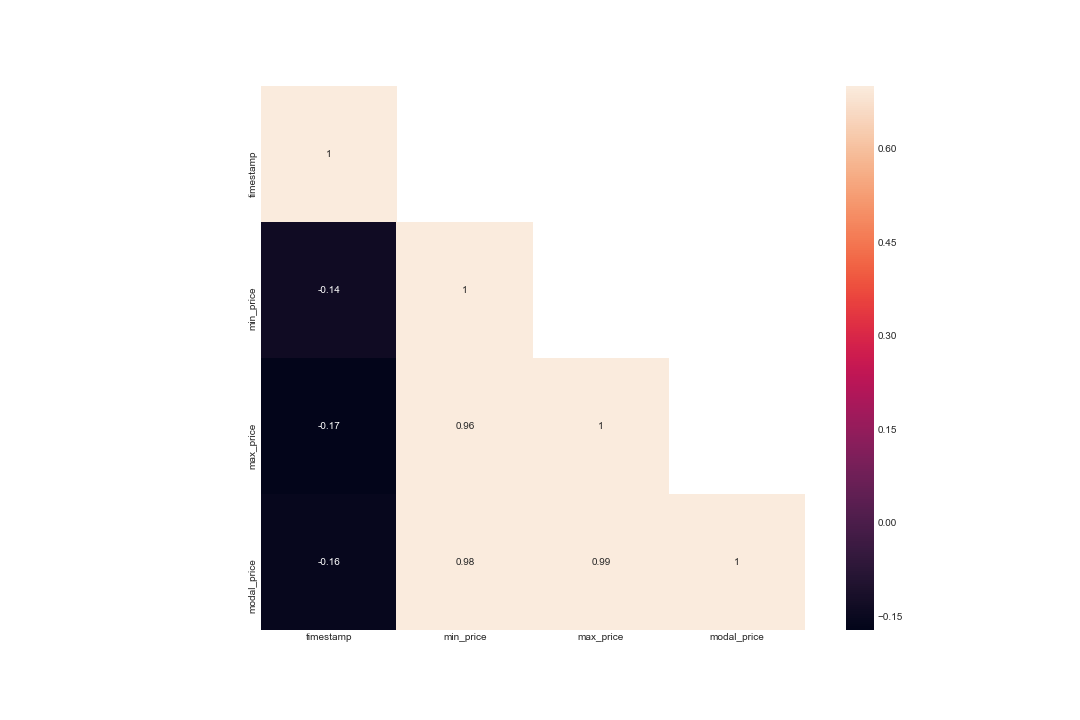 timestamp
1
min_price
-0.14
1
max_price
-0.17
0.96
1
modal_price
-0.16
0.98
0.99
1
timestamp
min_price
max_price
modal_price
0.60
0.45
0.30
0.15
0.00
−0.15